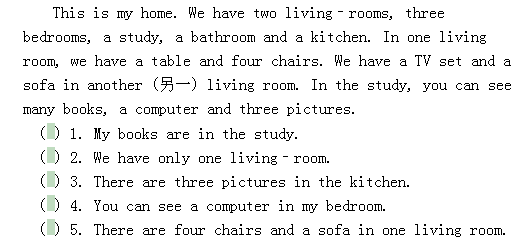 This is my home. We have two living-rooms, three
bedrooms, a study, a bathroom and a kitchen. In one living
room, we have a table and four chairs. We have a TV set and a
sofa in another (另一) living room. In the study, you can see
many books, a computer and three pictures.
( ) 1. My books are in the study.
( ) 2. We have only one living-room.
( ) 3. There are three pictures in the kitchen.
( ) 4. You can see a computer in my bedroom.
( ) 5. There are four chairs and a sofa in one living room.